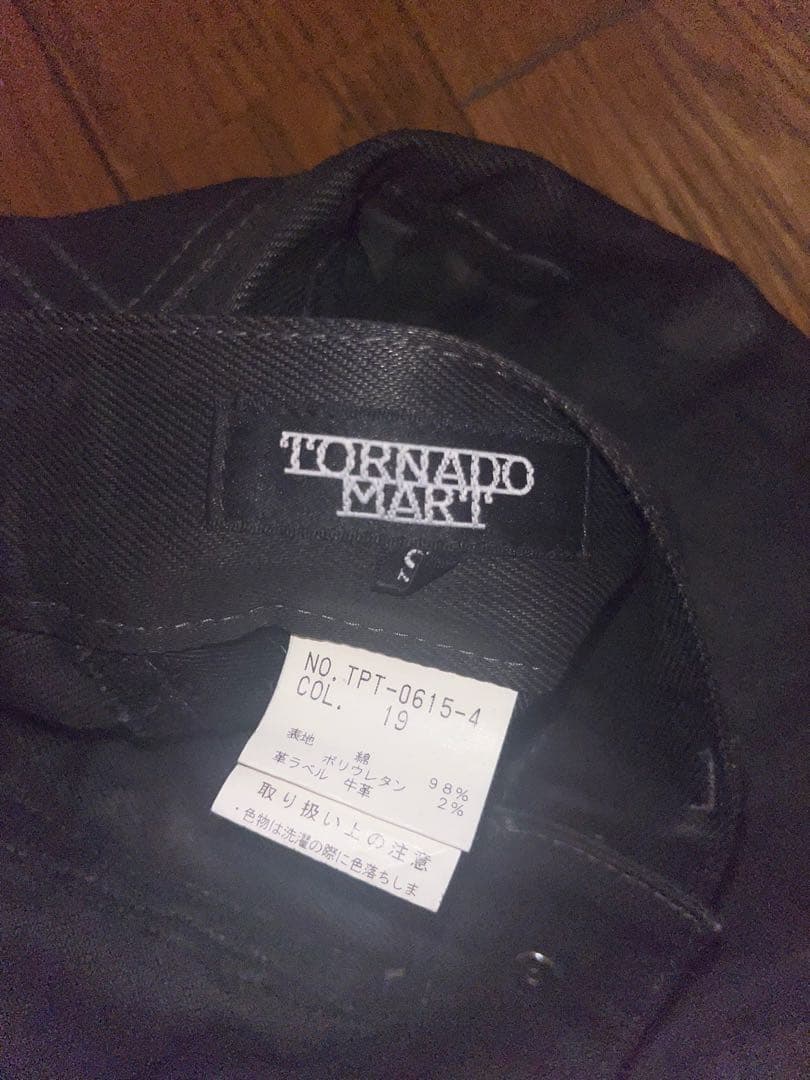 TORNADO
MART
S
NO. TPT-0615-4
COL. 19
表地 綿 98%
ポリウレタン 2%
革ラベル 牛革
取り扱い上の注意
・色物は洗濯の際に色落ちしま